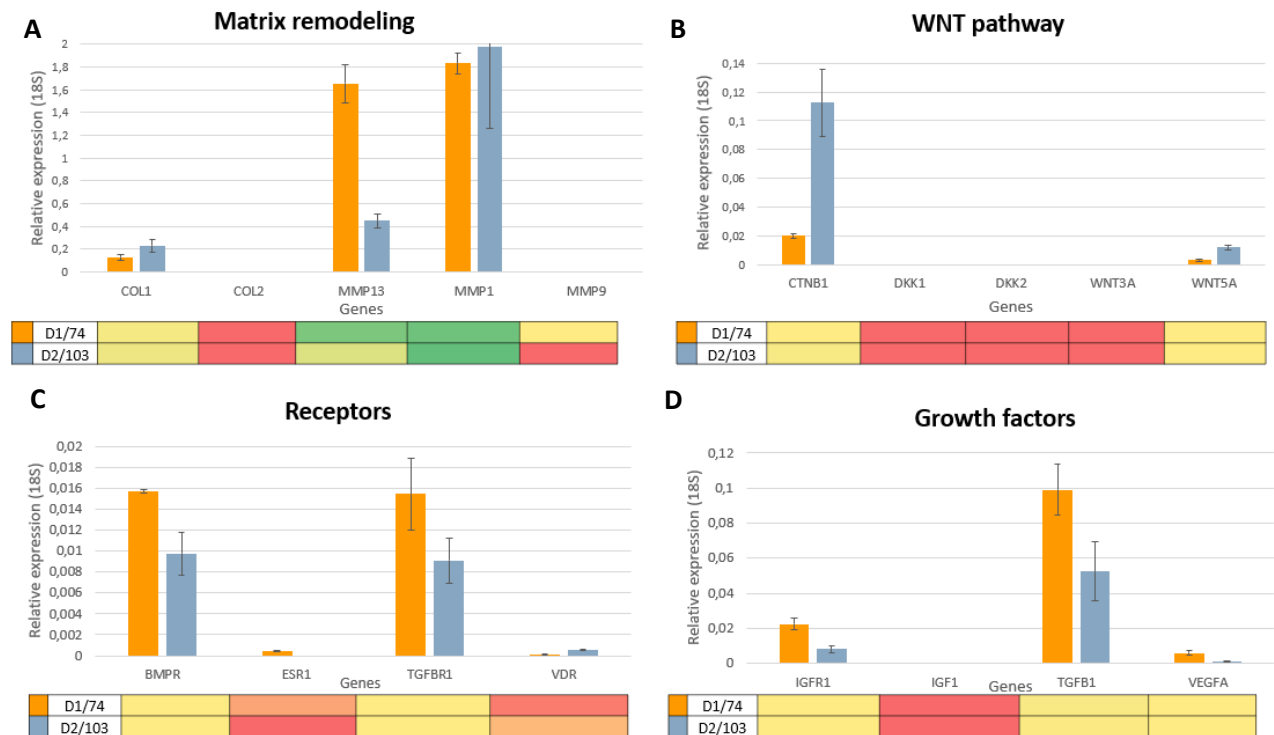 A
Matrix remodeling
Relative expression (18S)
2
1,8
1,6
1,4
1,2
1
0,8
0,6
0,4
0,2
0
COL1 COL2 MMP13 MMP1 MMP9
Genes
D1/74
D2/103
B
WNT pathway
Relative expression (18S)
0,14
0,12
0,1
0,08
0,06
0,04
0,02
0
CTNB1 DKK1 DKK2 WNT3A WNT5A
Genes
D1/74
D2/103
C
Receptors
Relative expression (18S)
0,02
0,018
0,016
0,014
0,012
0,01
0,008
0,006
0,004
0,002
0
BMPR ESR1 TGFBR1 VDR
Genes
D1/74
D2/103
D
Growth factors
Relative expression (18S)
0,12
0,1
0,08
0,06
0,04
0,02
0
IGFR1 IGF1 TGFB1 VEGFA
Genes
D1/74
D2/103